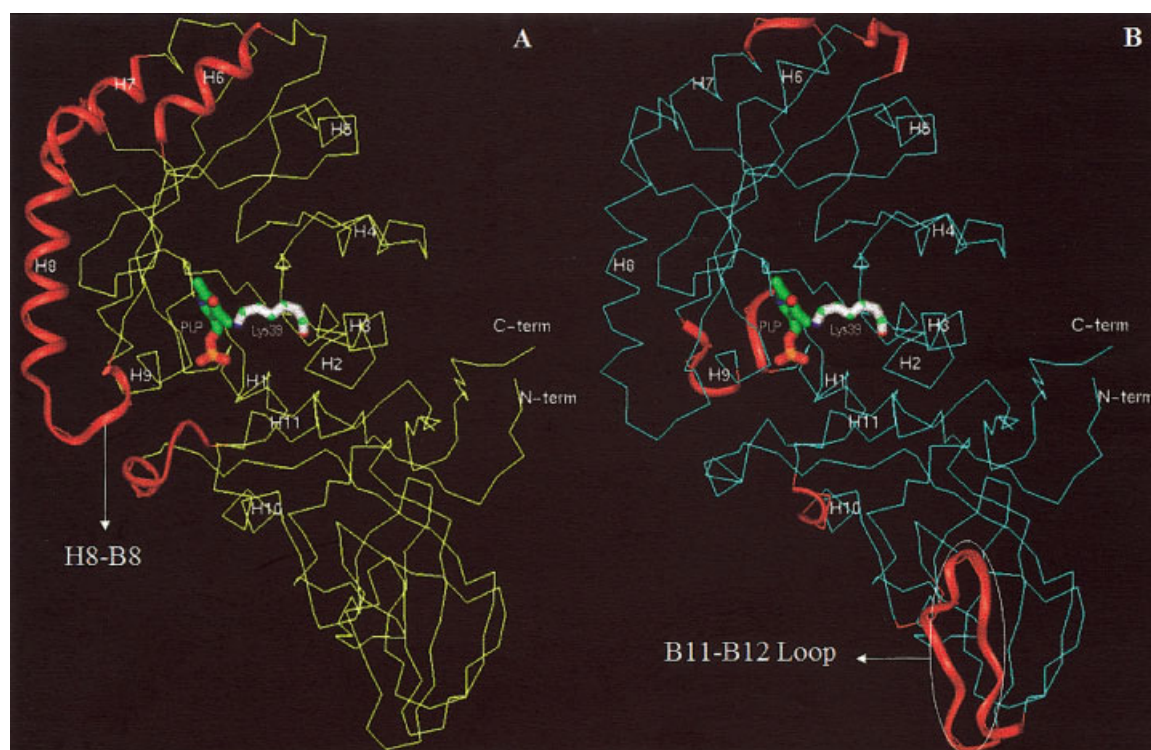 A
H7
H6
H5
H4
H8
PLP
Lys39
H3
C-term
H9
H2
H1
N-term
H11
H10
H8-B8
B
H6
H7
H5
H4
H8
PLP
Lys39
H3
C-term
H9
H2
H1
N-term
H11
H10
B11-B12 Loop